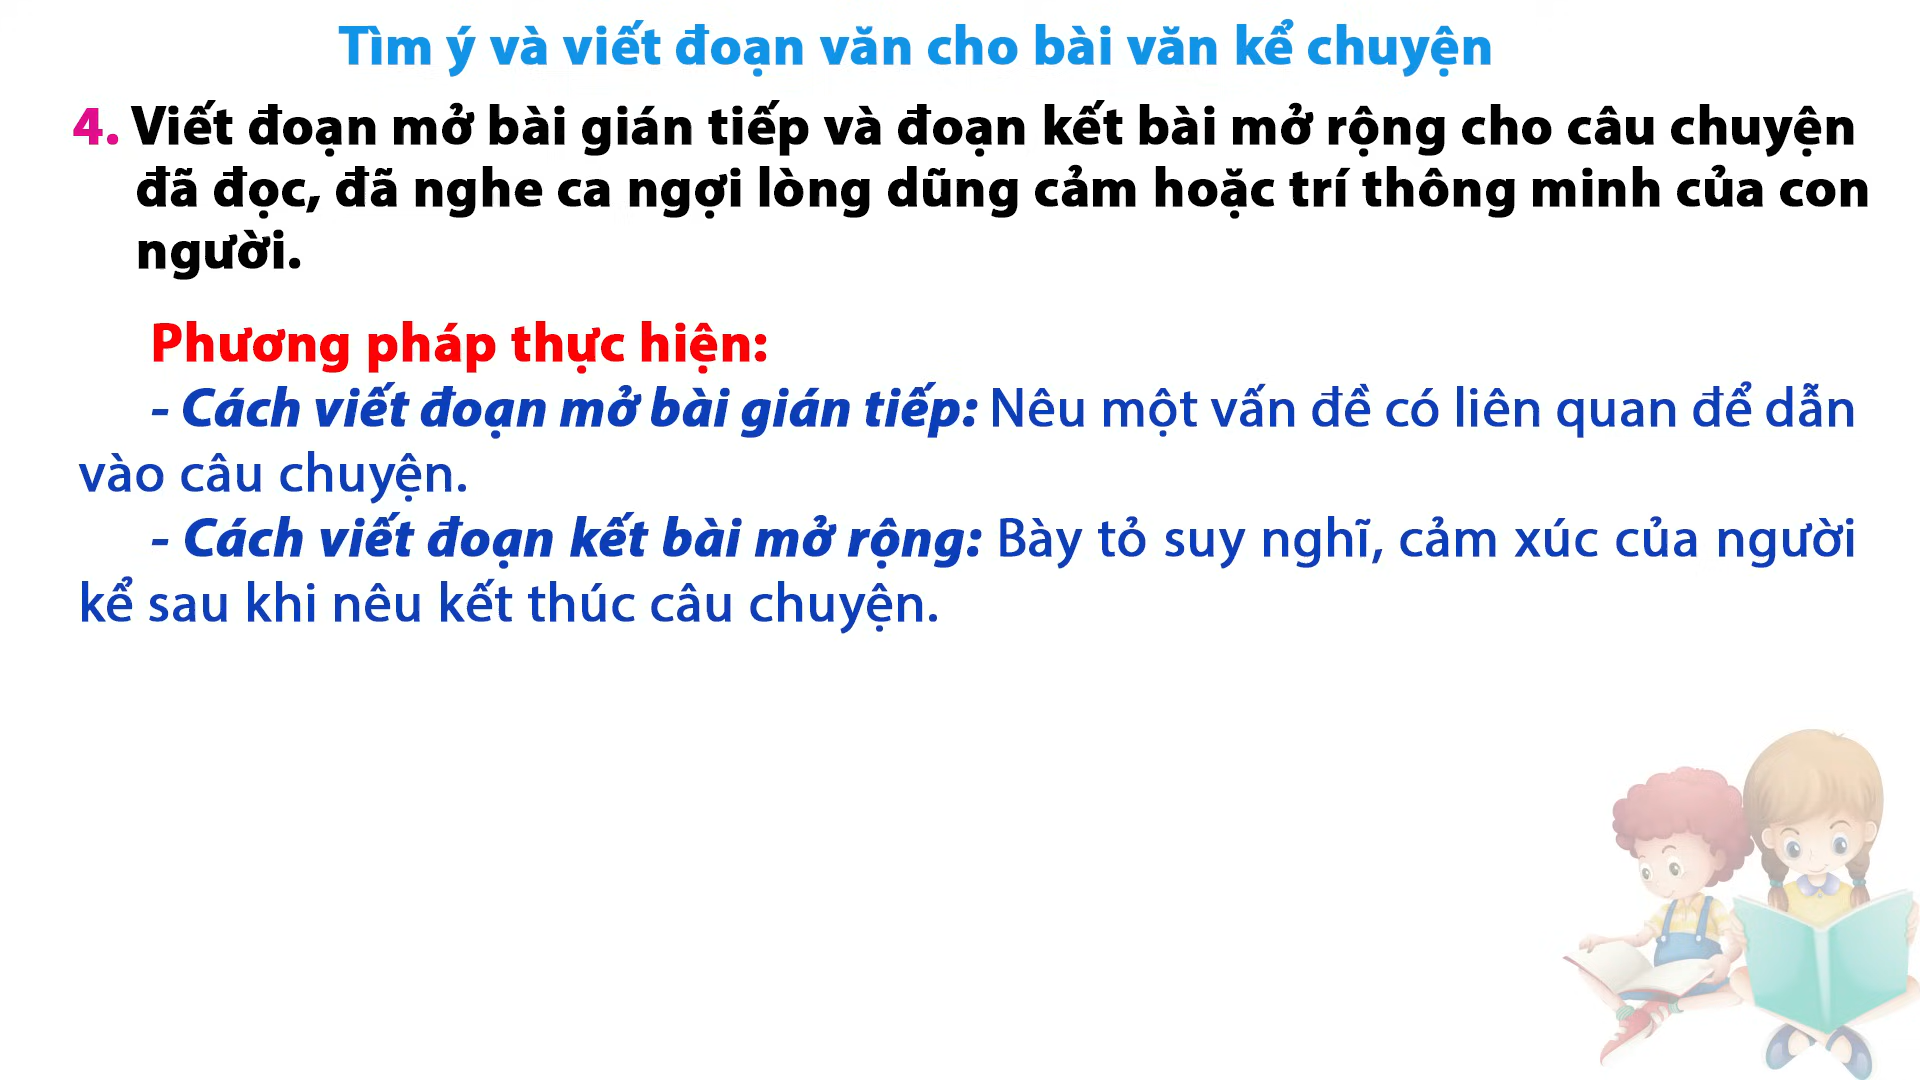 Tìm ý và viết đoạn văn cho bài văn kể chuyện
4. Viết đoạn mở bài gián tiếp và đoạn kết bài mở rộng cho câu chuyện
đã đọc, đã nghe ca ngợi lòng dũng cảm hoặc trí thông minh của con
người.
Phương pháp thực hiện:
- Cách viết đoạn mở bài gián tiếp: Nêu một vấn đề có liên quan để dẫn
vào câu chuyện.
- Cách viết đoạn kết bài mở rộng: Bày tỏ suy nghĩ, cảm xúc của người
kể sau khi nêu kết thúc câu chuyện.